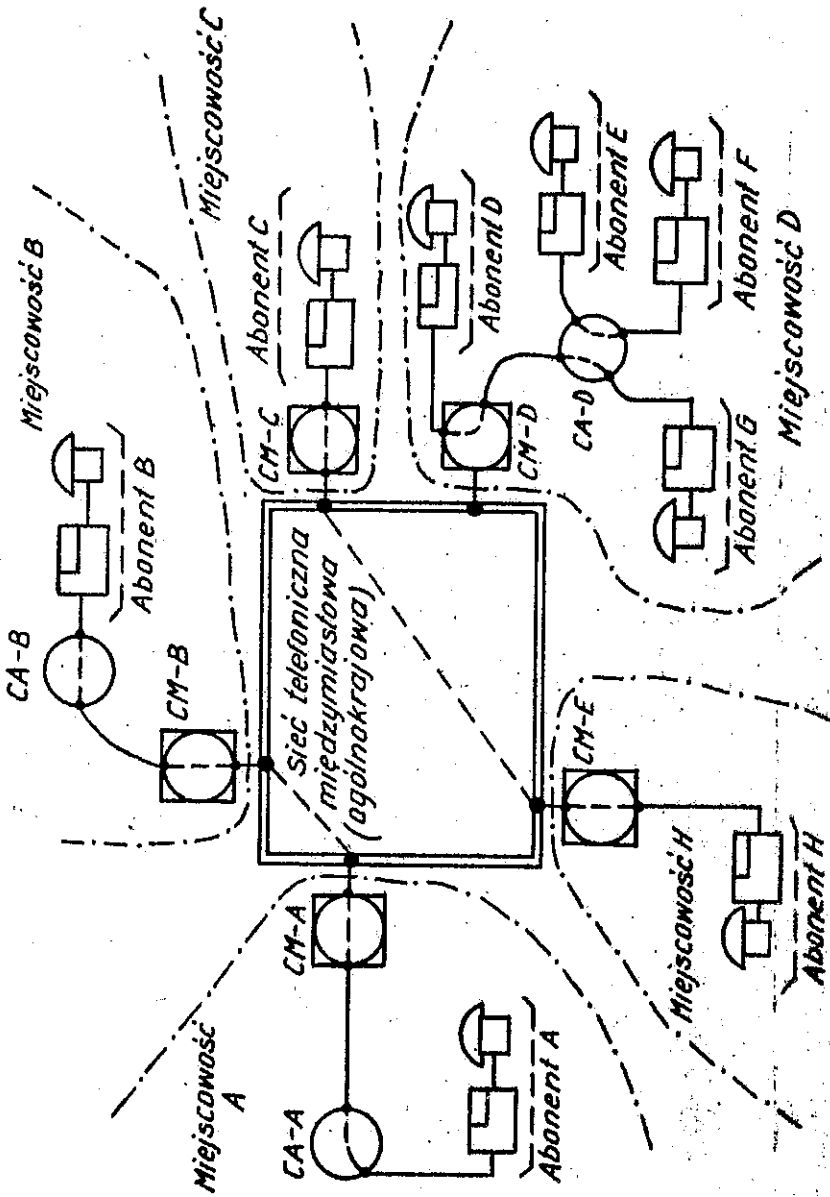 Miejscowość
A
CA-A
Abonent A
CM-A
CA-B
Abonent B
CM-B
Miejscowość B
Miejscowość C
Abonent C
CM-C
Sieć telefoniczna
międzymiastowa
(ogólnokrajowa)
Abonent D
CM-D
CA-D
Abonent E
Abonent F
Abonent G
Miejscowość D
CM-E
Miejscowość H
Abonent H